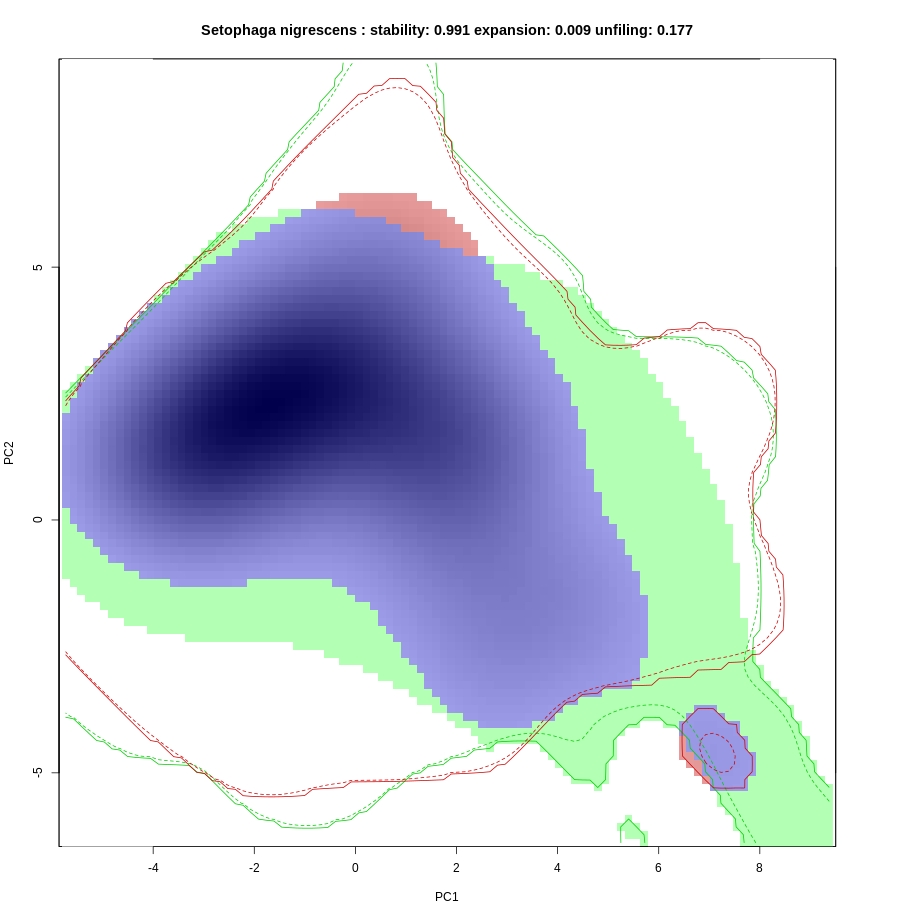 Setophaga nigrescens : stability: 0.991 expansion: 0.009 unfiling: 0.177
5
0
-5
PC2
-4 -2 0 2 4 6 8
PC1